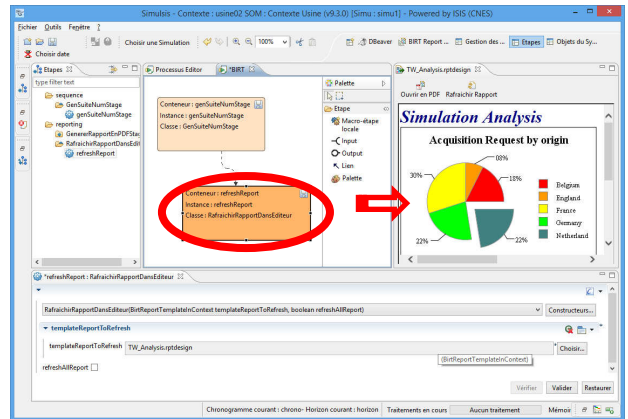 Simulsis - Contexte : usine02 SOM : Contexte Usine (v9.3.0) [Simu : simu1] - Powered by ISIS (CNES)
Fichier Outils Fenêtre ?
Choisir une Simulation 100% DBeaver BIRT Report ... Gestion des ... Etapes Objets du Sy...
Choisir date
Etapes
type filter text
sequence
GenSuiteNumStage
genSuiteNumStage
reporting
GenererRapportEnPDFStag
RafraichirRapportDansEdit
refreshReport
Processus Editor *BIRT
Conteneur : genSuiteNumStage
Instance : genSuiteNumStage
Classe : GenSuiteNumStage
Conteneur : refreshReport
Instance : refreshReport
Classe : RafraichirRapportDansEditeur
Palette
Etape
Macro-étape
locale
Input
Output
Lien
Palette
TW_Analysis.rptdesign
Ouvrir en PDF Rafraichir Rapport
Simulation Analysis
Acquisition Request by origin
08%
18%
22%
22%
30%
Belgium
England
France
Germany
Netherland
*refreshReport : RafraichirRapportDansEditeur
RafraichirRapportDansEditeur(BirtReportTemplateInContext templateReportToRefresh, boolean refreshAllReport) Constructeurs...
templateReportToRefresh
templateReportToRefresh TW_Analysis.rptdesign * Choisir...
(BirtReportTemplateInContext)
refreshAllReport
Vérifier Valider Restaurer
Chronogramme courant : chrono- Horizon courant : horizon Traitements en cours Aucun traitement Mémoi